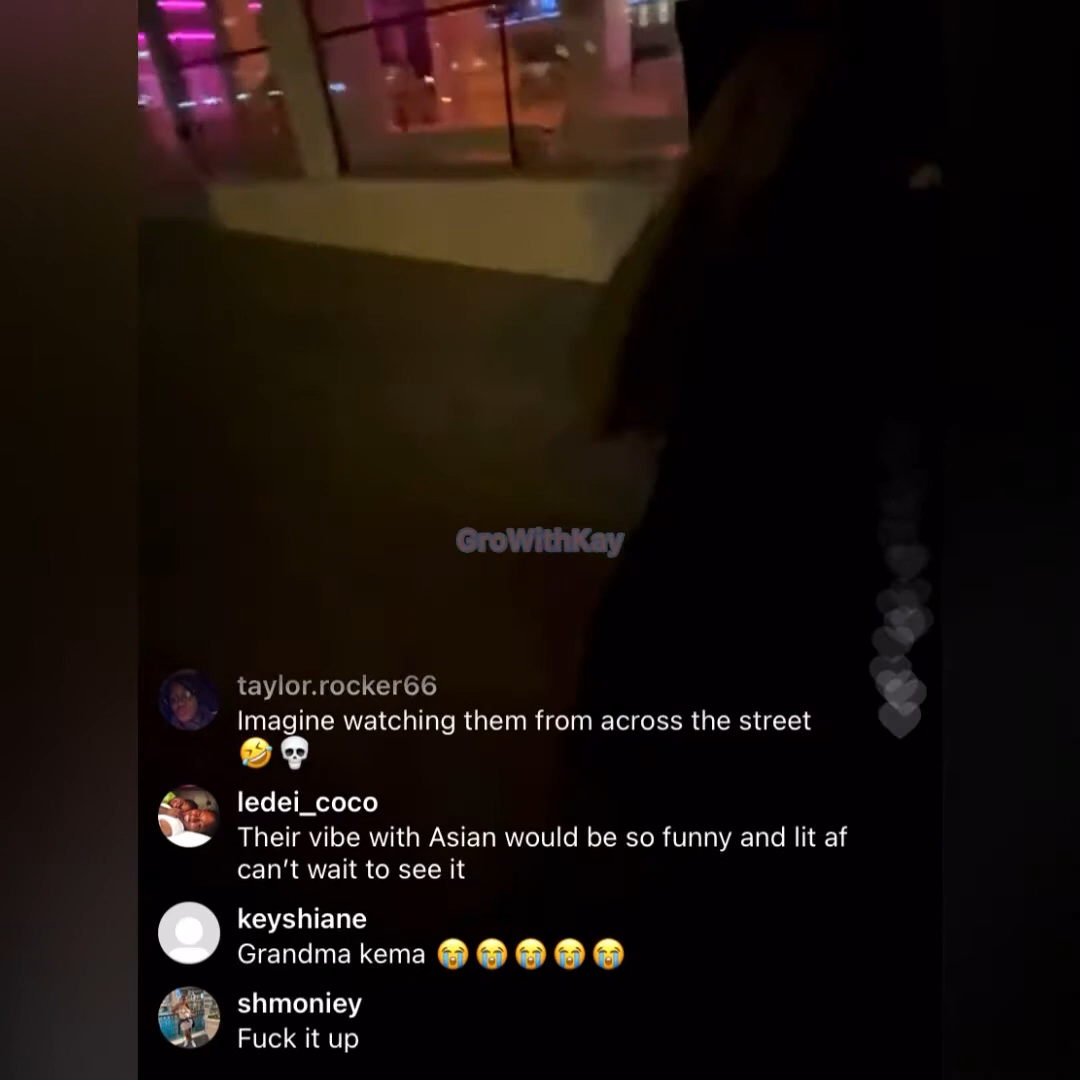 GroWithKay
taylor.rocker66
Imagine watching them from across the street
🤣💀
ledei_coco
Their vibe with Asian would be so funny and lit af
can't wait to see it
keyshiane
Grandma kema 😭😭😭😭😭
shmoniey
Fuck it up